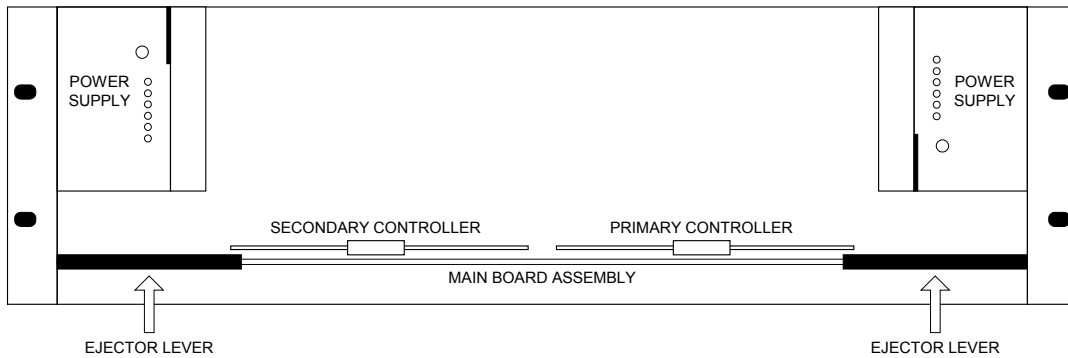 POWER
SUPPLY
POWER
SUPPLY
SECONDARY CONTROLLER
PRIMARY CONTROLLER
MAIN BOARD ASSEMBLY
EJECTOR LEVER
EJECTOR LEVER